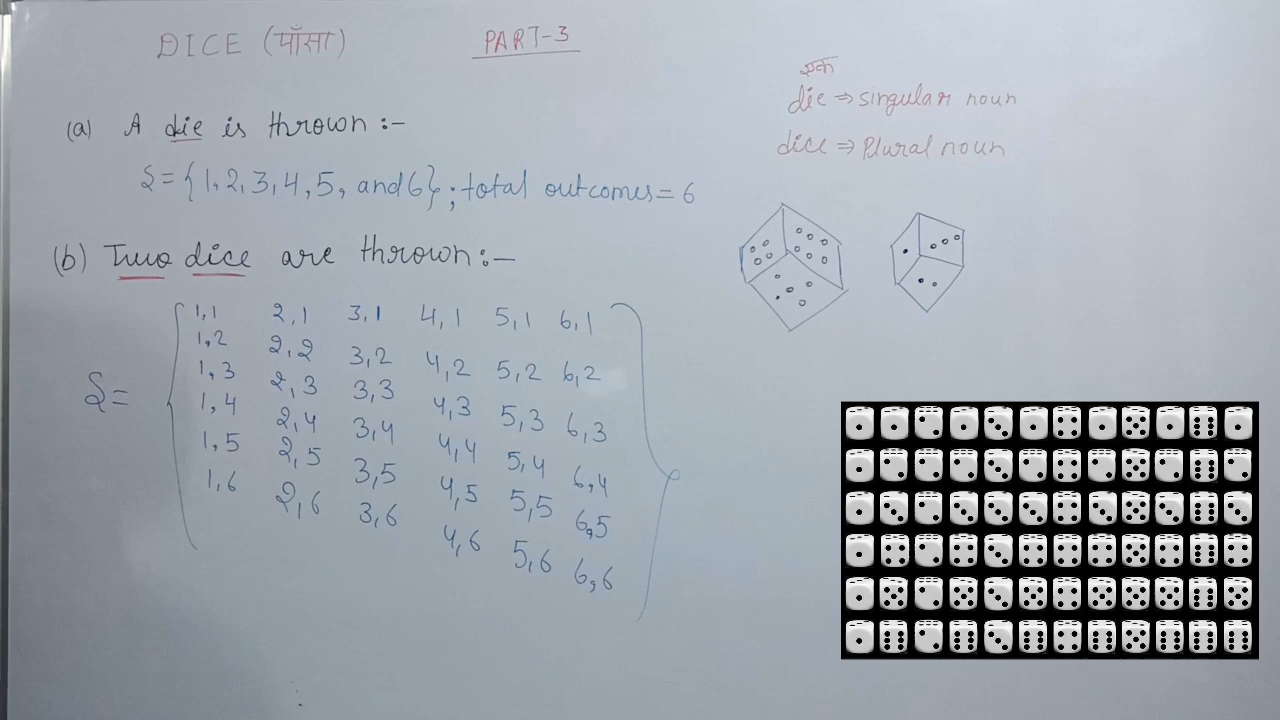 DICE (पाँसा)
PART-3
एक
die ⇒ singular noun
dice ⇒ Plural noun
(a) A die is thrown :-
S = {1, 2, 3, 4, 5, and 6} ; total outcomes = 6
(b) Two dice are thrown :-
S =
1,1 2,1 3,1 4,1 5,1 6,1
1,2 2,2 3,2 4,2 5,2 6,2
1,3 2,3 3,3 4,3 5,3 6,3
1,4 2,4 3,4 4,4 5,4 6,4
1,5 2,5 3,5 4,5 5,5 6,5
1,6 2,6 3,6 4,6 5,6 6,6